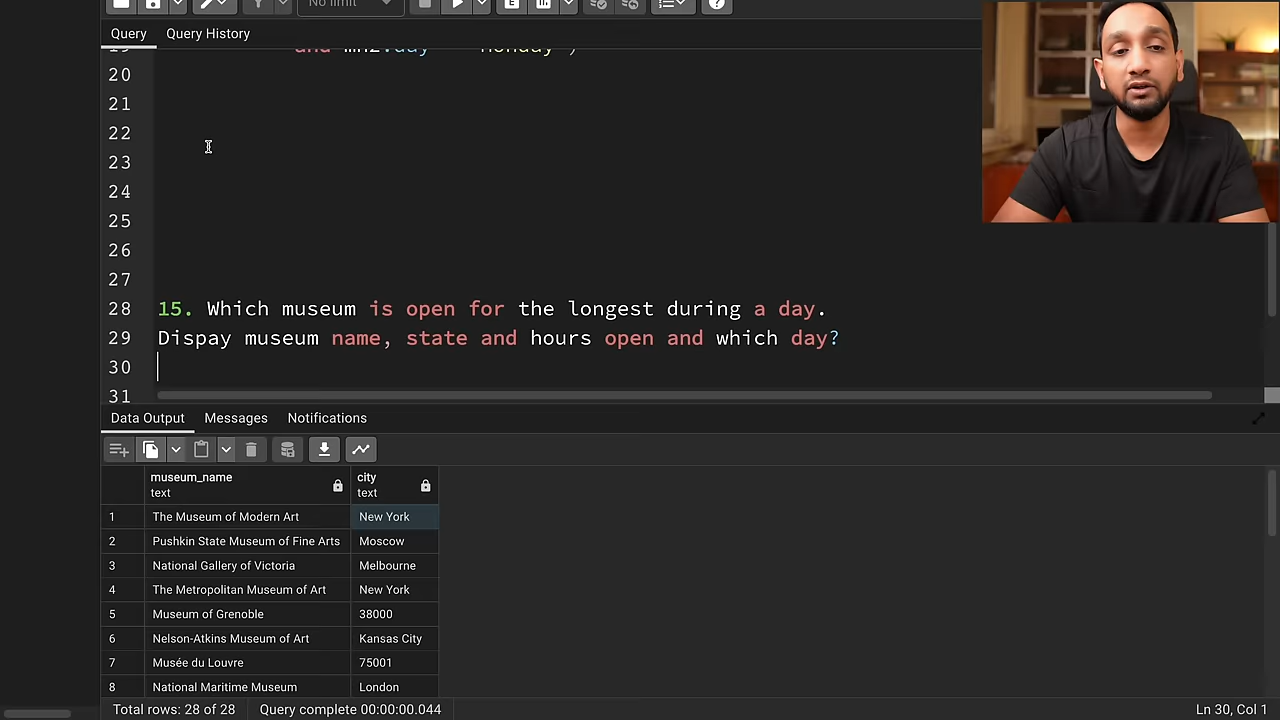 No limit
E
Query Query History
19 and mh2.day 'Monday' )
20
21
22
23
24
25
26
27
28 15. Which museum is open for the longest during a day.
29 Dispay museum name, state and hours open and which day?
30
31
Data Output Messages Notifications
museum_name city
text text
1 The Museum of Modern Art New York
2 Pushkin State Museum of Fine Arts Moscow
3 National Gallery of Victoria Melbourne
4 The Metropolitan Museum of Art New York
5 Museum of Grenoble 38000
6 Nelson-Atkins Museum of Art Kansas City
7 Musée du Louvre 75001
8 National Maritime Museum London
Total rows: 28 of 28 Query complete 00:00:00.044 Ln 30, Col 1